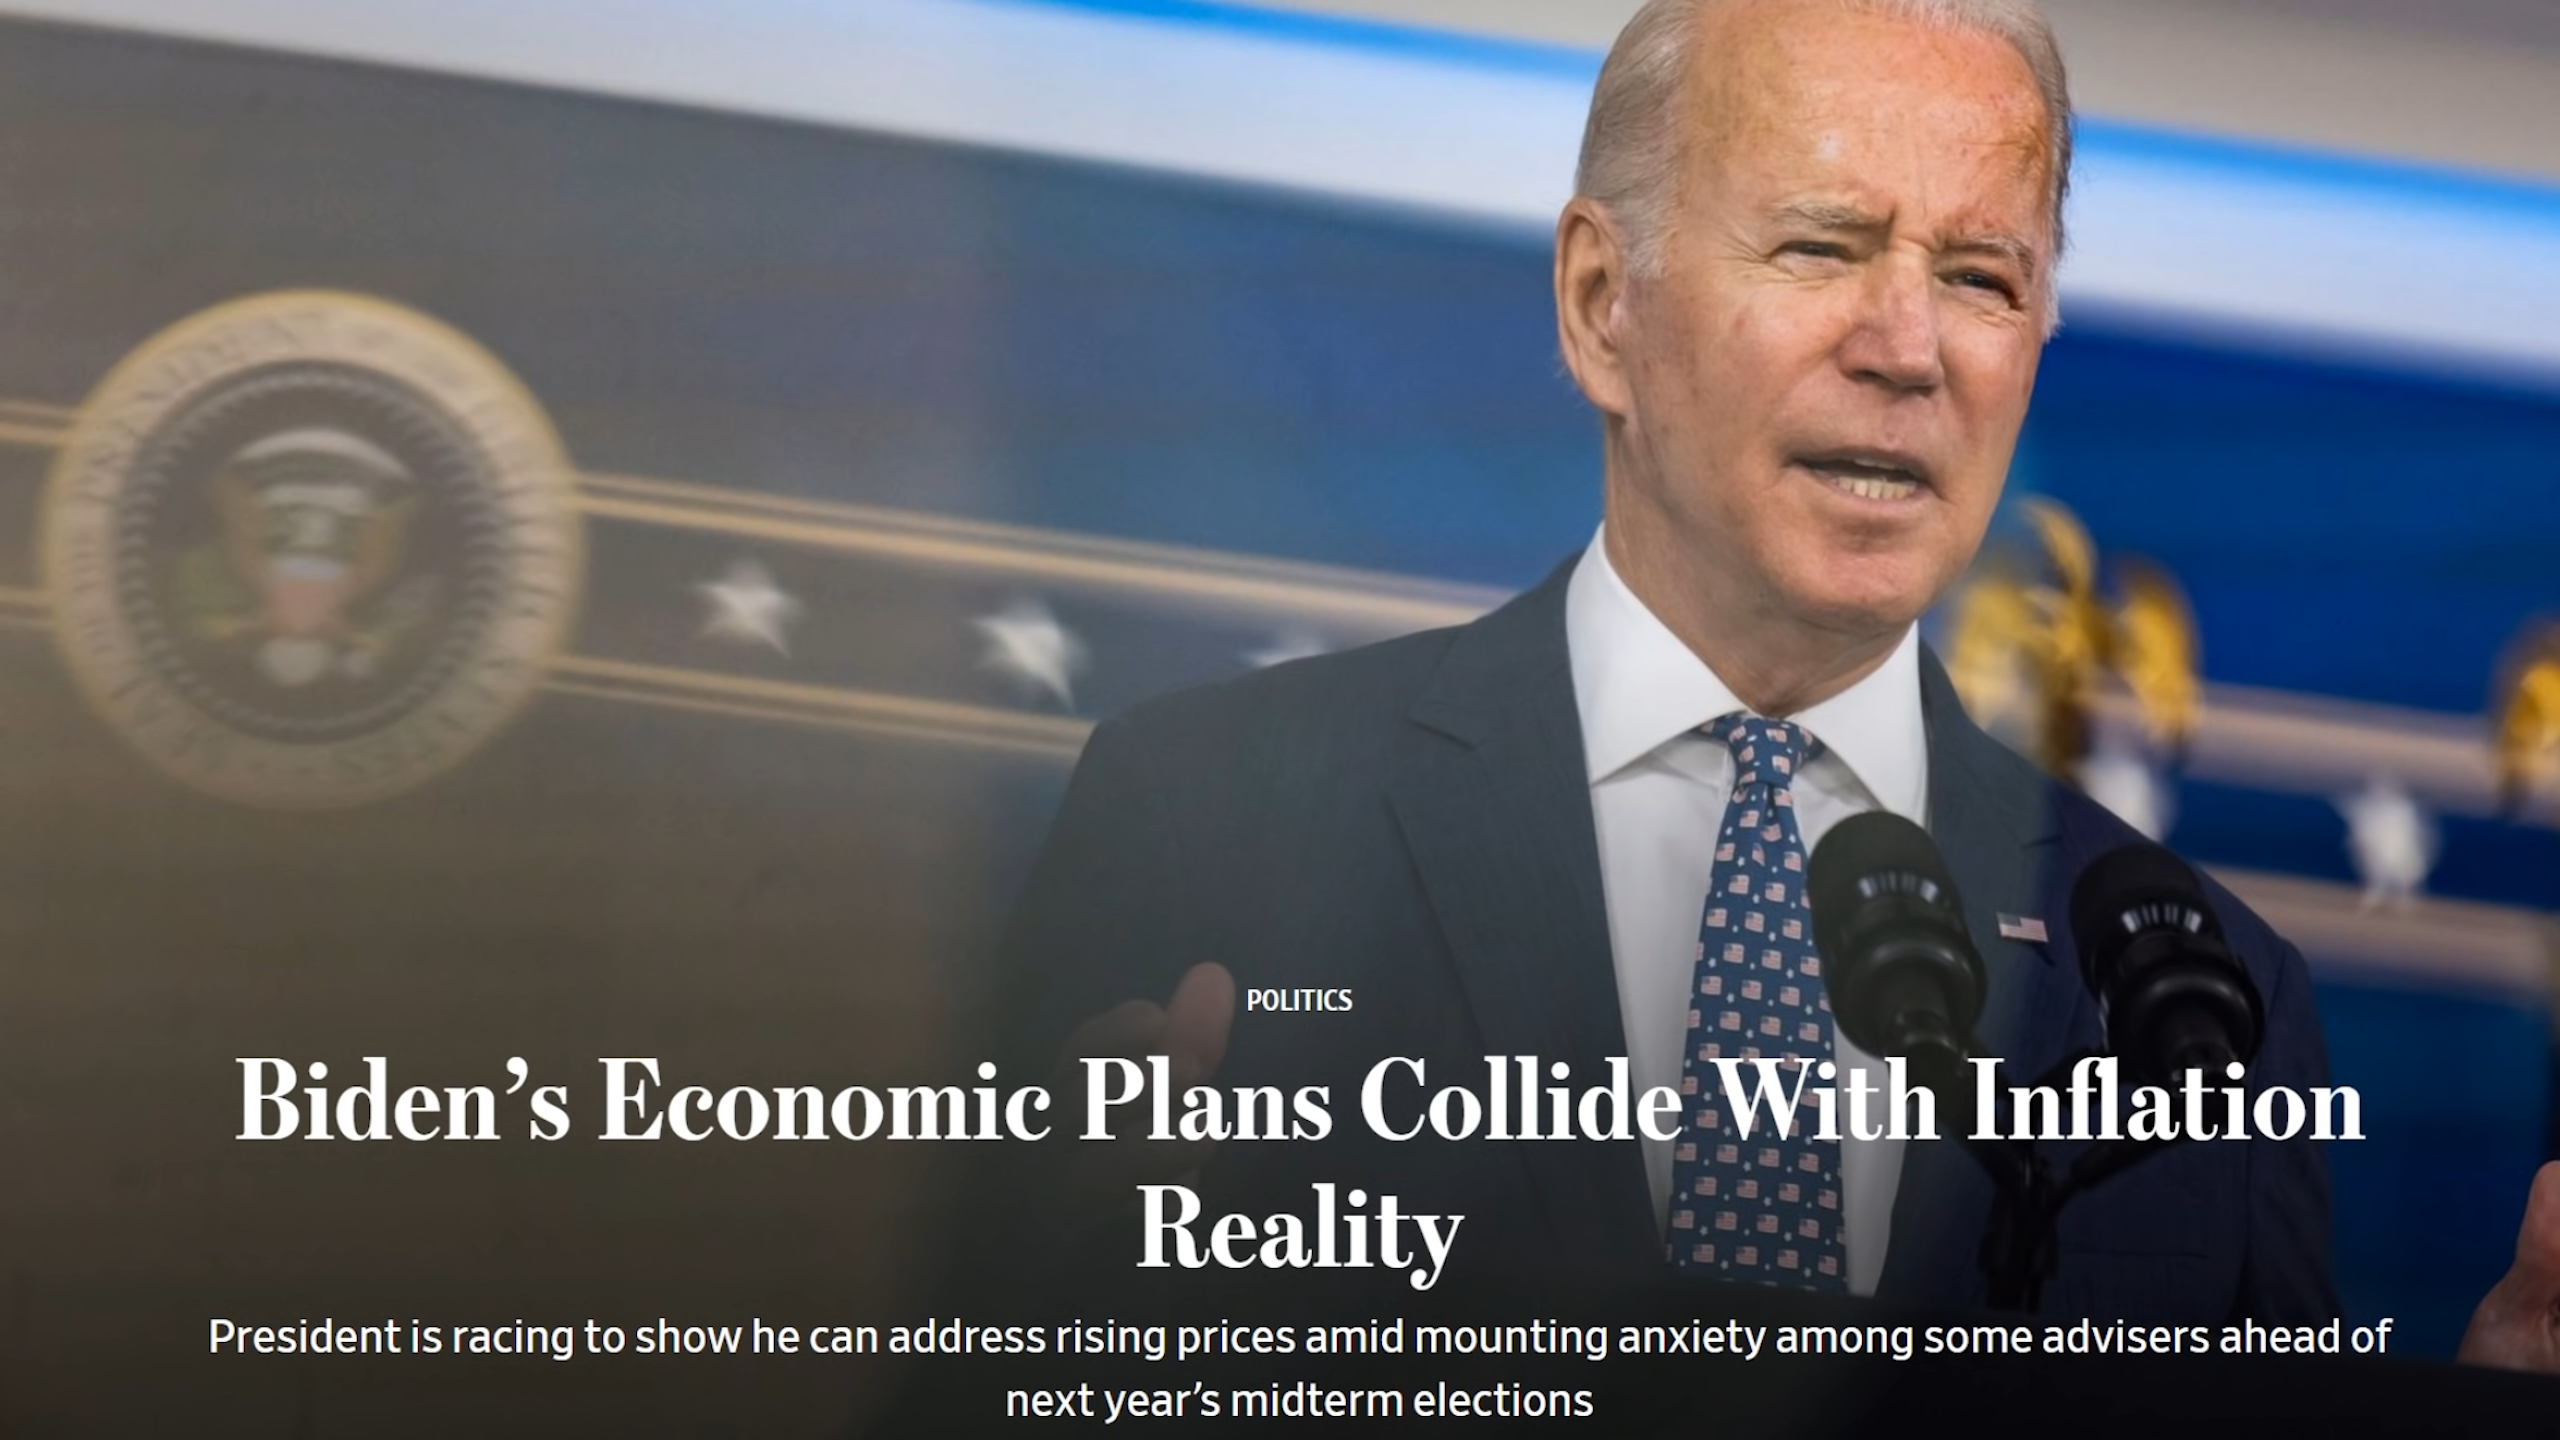 POLITICS
Biden’s Economic Plans Collide With Inflation
Reality
President is racing to show he can address rising prices amid mounting anxiety among some advisers ahead of
next year’s midterm elections